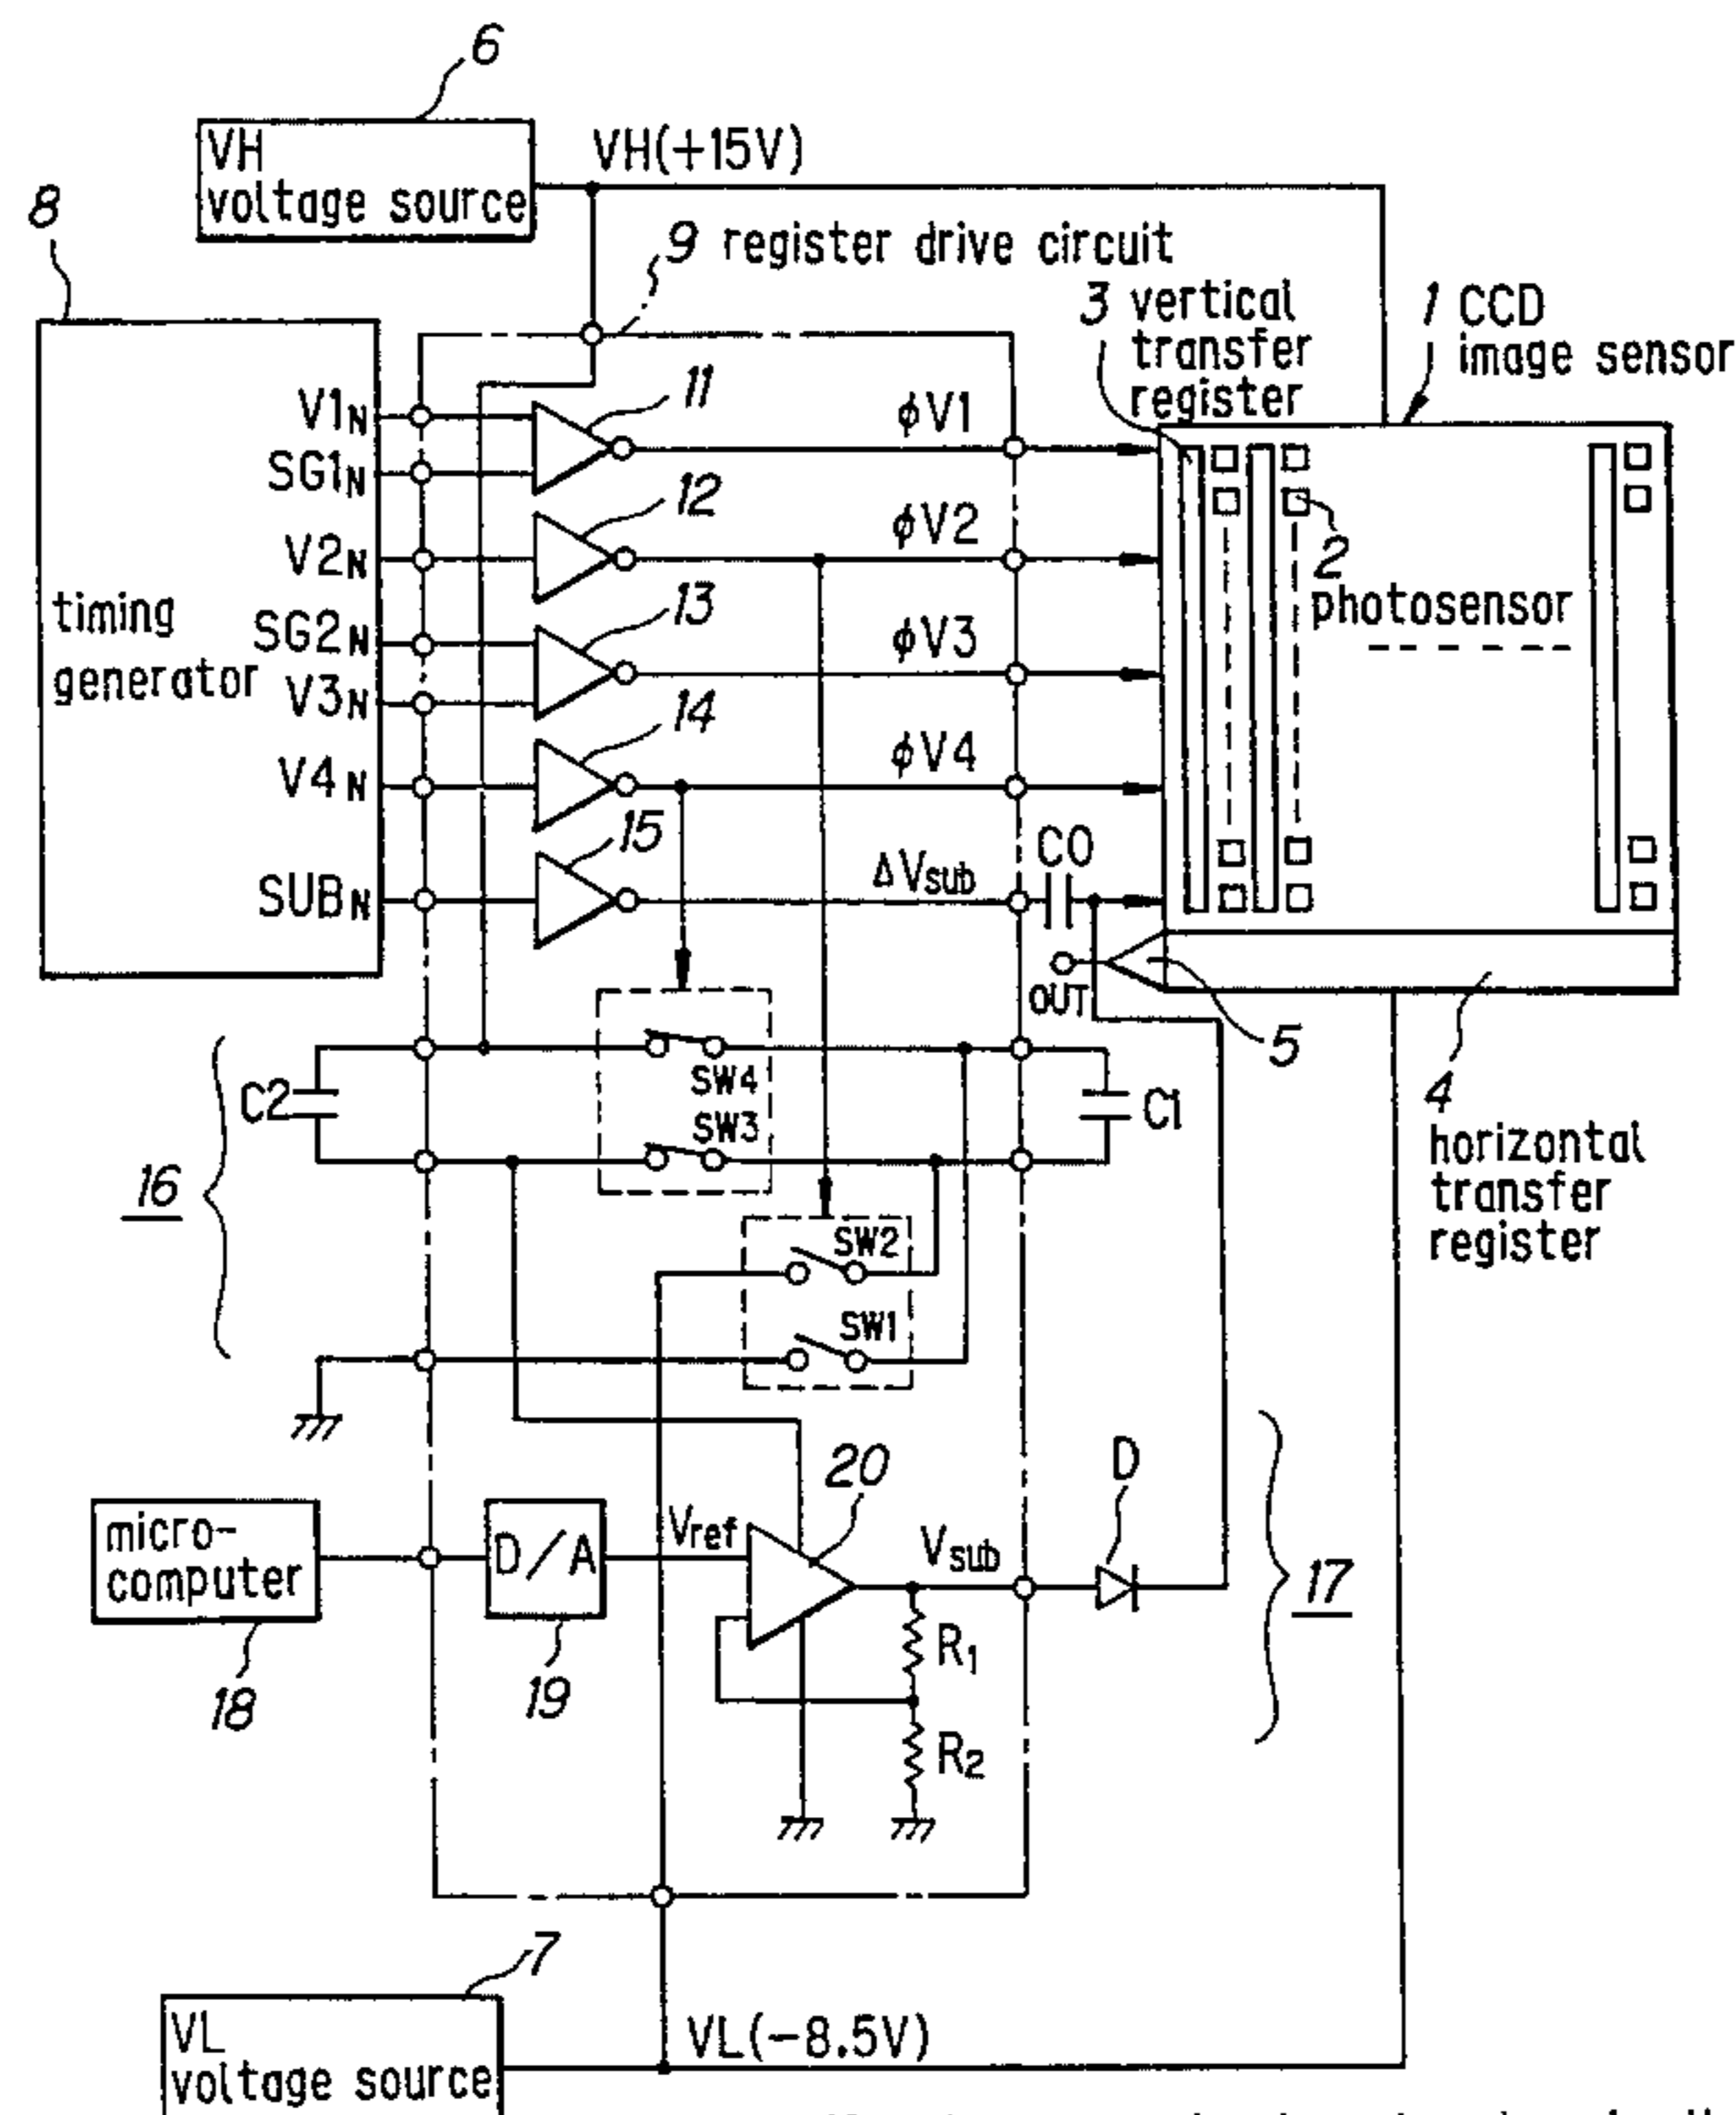 6
VH
voltage source
VH(+15V)
8
9 register drive circuit
3 vertical
transfer
register
1 CCD
image sensor
V1N
11
φV1
SG1N
12
φV2
V2N
2
photosensor
timing
generator
13
SG2N
φV3
V3N
14
φV4
V4N
15
ΔVsub
C0
SUBN
OUT
5
4
horizontal
transfer
register
C2
SW4
SW3
C1
16
SW2
SW1
20
D
micro-
computer
D/A
Vref
Vsub
17
18
19
R1
R2
7
VL
voltage source
VL(-8.5V)